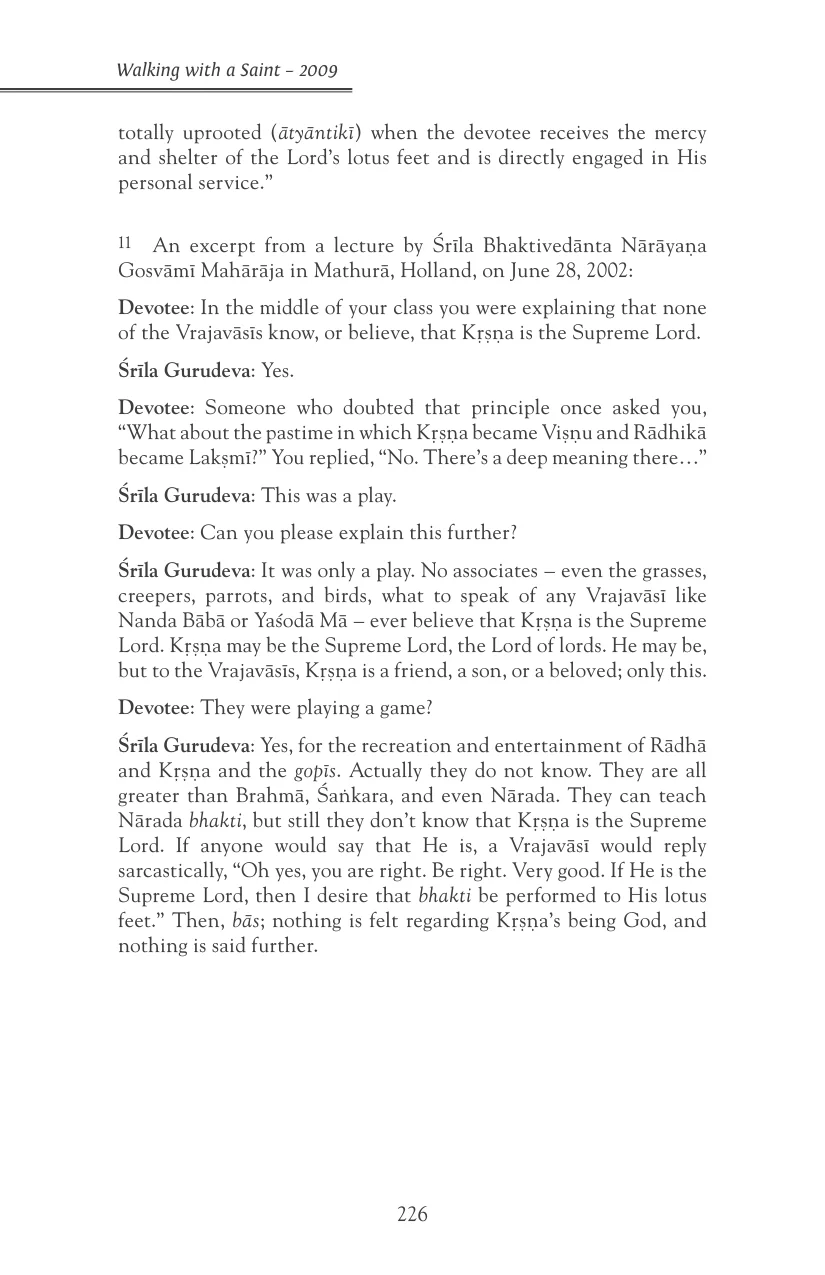 Walking with a Saint – 2009
totally uprooted (ātyāntikī) when the devotee receives the mercy
and shelter of the Lord’s lotus feet and is directly engaged in His
personal service.”
11 An excerpt from a lecture by Śrīla Bhaktivedānta Nārāyaṇa
Gosvāmī Mahārāja in Mathurā, Holland, on June 28, 2002:
Devotee: In the middle of your class you were explaining that none
of the Vrajavāsīs know, or believe, that Kṛṣṇa is the Supreme Lord.
Śrīla Gurudeva: Yes.
Devotee: Someone who doubted that principle once asked you,
“What about the pastime in which Kṛṣṇa became Viṣṇu and Rādhikā
became Lakṣmī?” You replied, “No. There’s a deep meaning there…”
Śrīla Gurudeva: This was a play.
Devotee: Can you please explain this further?
Śrīla Gurudeva: It was only a play. No associates – even the grasses,
creepers, parrots, and birds, what to speak of any Vrajavāsī like
Nanda Bābā or Yaśodā Mā – ever believe that Kṛṣṇa is the Supreme
Lord. Kṛṣṇa may be the Supreme Lord, the Lord of lords. He may be,
but to the Vrajavāsīs, Kṛṣṇa is a friend, a son, or a beloved; only this.
Devotee: They were playing a game?
Śrīla Gurudeva: Yes, for the recreation and entertainment of Rādhā
and Kṛṣṇa and the gopīs. Actually they do not know. They are all
greater than Brahmā, Śaṅkara, and even Nārada. They can teach
Nārada bhakti, but still they don’t know that Kṛṣṇa is the Supreme
Lord. If anyone would say that He is, a Vrajavāsī would reply
sarcastically, “Oh yes, you are right. Be right. Very good. If He is the
Supreme Lord, then I desire that bhakti be performed to His lotus
feet.” Then, bās; nothing is felt regarding Kṛṣṇa’s being God, and
nothing is said further.
226